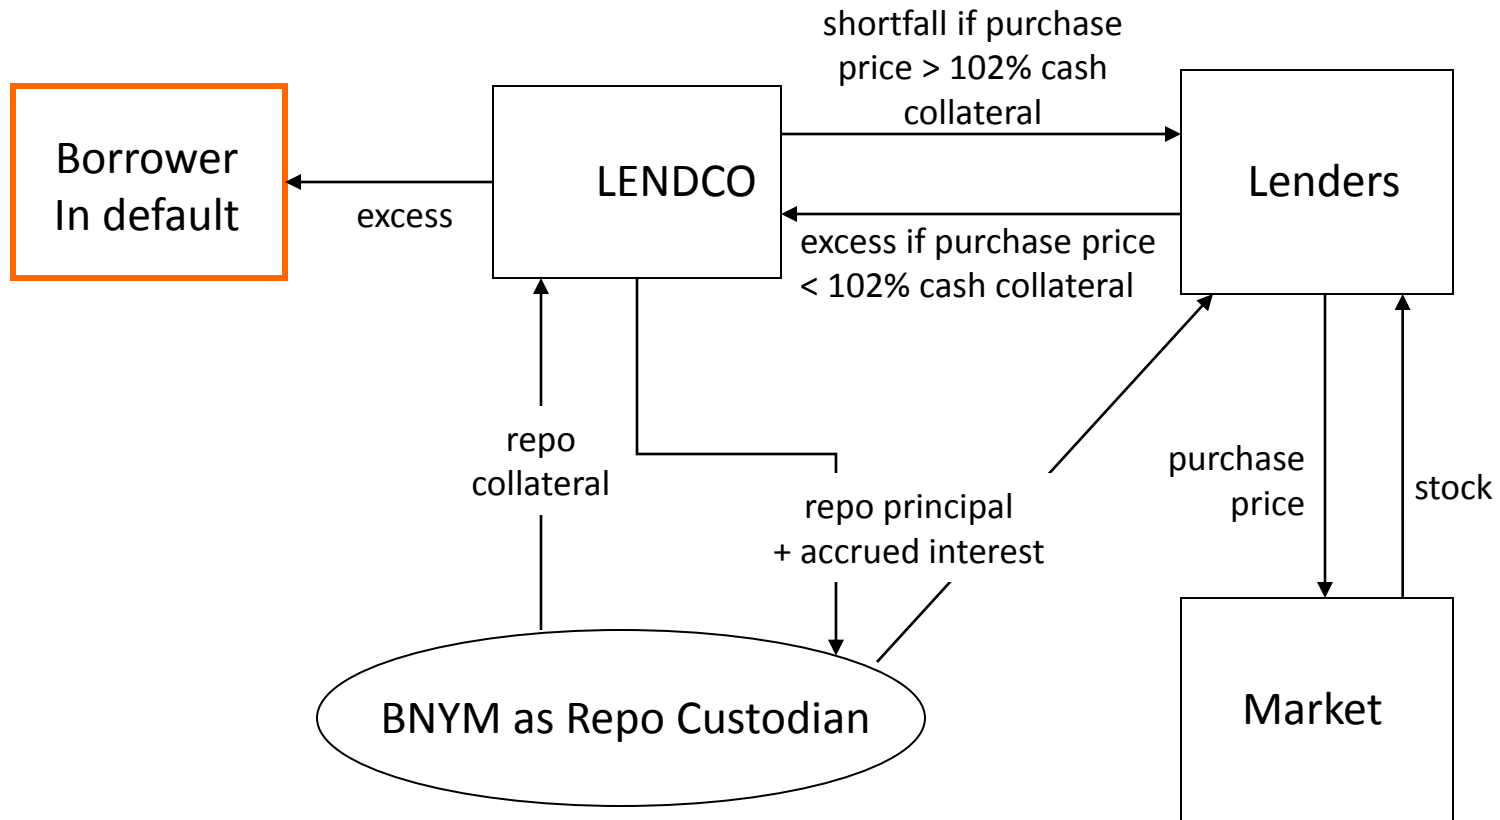 shortfall if purchase
price > 102% cash
collateral
Borrower
In default
excess
LENDCO
Lenders
excess if purchase price
< 102% cash collateral
repo
collateral
repo principal
+ accrued interest
purchase
price
stock
BNYM as Repo Custodian
Market